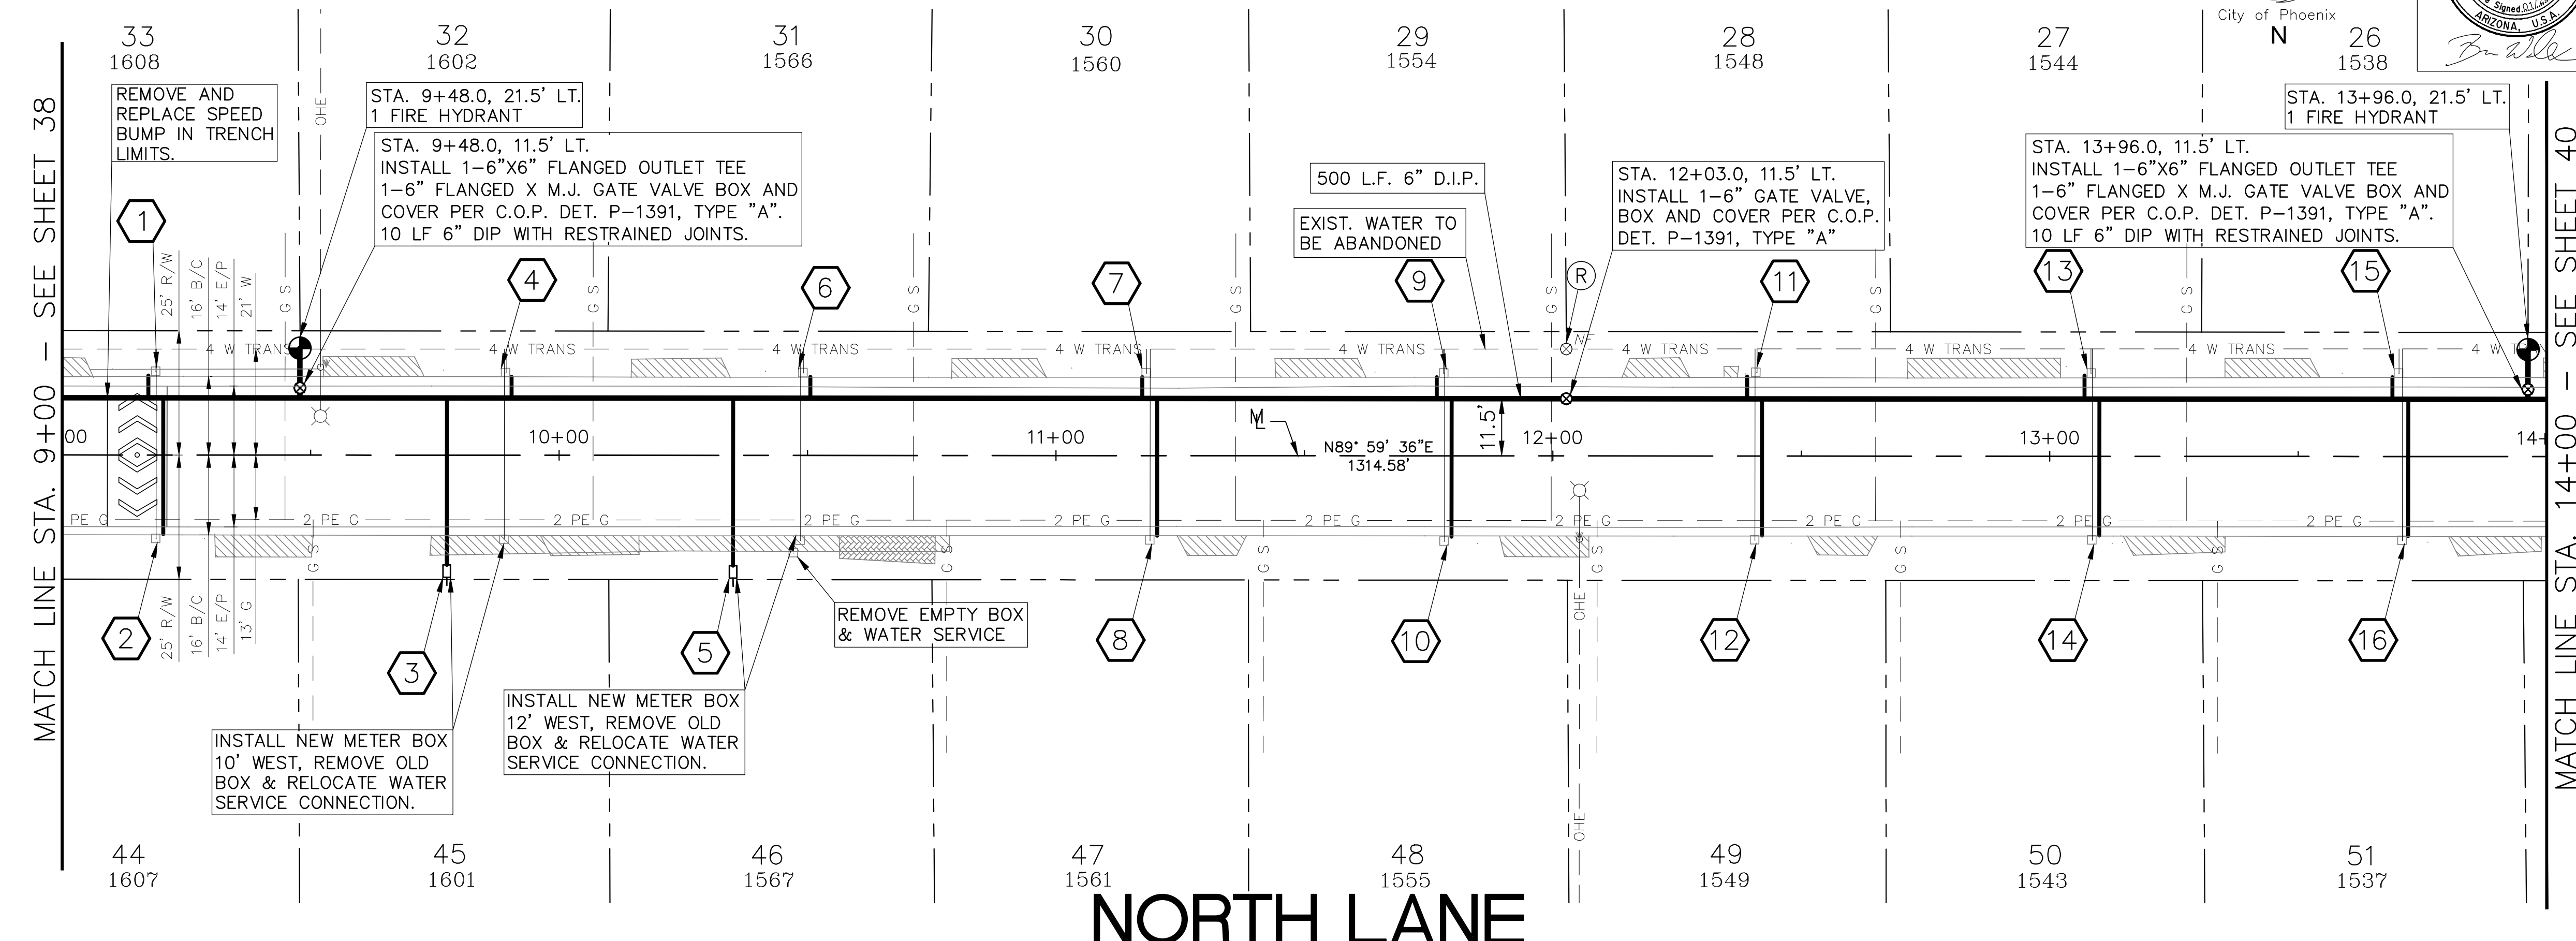 33
1608
32
1602
31
1566
30
1560
29
1554
28
1548
27
1544
26
1538
City of Phoenix
N
ARIZONA, U.S.A.
REMOVE AND
REPLACE SPEED
BUMP IN TRENCH
LIMITS.
OHE
STA. 9+48.0, 21.5' LT.
1 FIRE HYDRANT
STA. 9+48.0, 11.5' LT.
INSTALL 1-6"X6" FLANGED OUTLET TEE
1-6" FLANGED X M.J. GATE VALVE BOX AND
COVER PER C.O.P. DET. P-1391, TYPE "A".
10 LF 6" DIP WITH RESTRAINED JOINTS.
500 L.F. 6" D.I.P.
EXIST. WATER TO
BE ABANDONED
STA. 12+03.0, 11.5' LT.
INSTALL 1-6" GATE VALVE,
BOX AND COVER PER C.O.P.
DET. P-1391, TYPE "A"
STA. 13+96.0, 21.5' LT.
1 FIRE HYDRANT
STA. 13+96.0, 11.5' LT.
INSTALL 1-6"X6" FLANGED OUTLET TEE
1-6" FLANGED X M.J. GATE VALVE BOX AND
COVER PER C.O.P. DET. P-1391, TYPE "A".
10 LF 6" DIP WITH RESTRAINED JOINTS.
MATCH LINE STA. 9+00 - SEE SHEET 38
MATCH LINE STA. 14+00 - SEE SHEET 40
1
4
6
7
9
R
11
13
15
25' R/W
16' B/C
14' E/P
21' W
G S
G S
G S
G S
G S
G S
G S
4 W TRANS
4 W TRANS
4 W TRANS
4 W TRANS
4 W TRANS
NF
4 W TRANS
4 W TRANS
4 W TRANS
4 W TR
00
10+00
11+00
M
N89° 59' 36"E
1314.58'
11.5'
12+00
13+00
14+
PE G
2 PE G
2 PE G
2 PE G
2 PE G
2 PE G
2 PE G
2 PE G
2 PE G
2 PE G
G S
G S
G S
G S
G S
G S
25' R/W
16' B/C
14' E/P
13' G
2
3
5
8
10
12
14
16
REMOVE EMPTY BOX
& WATER SERVICE
OHE
INSTALL NEW METER BOX
10' WEST, REMOVE OLD
BOX & RELOCATE WATER
SERVICE CONNECTION.
INSTALL NEW METER BOX
12' WEST, REMOVE OLD
BOX & RELOCATE WATER
SERVICE CONNECTION.
OHE
44
1607
45
1601
46
1567
47
1561
48
1555
49
1549
50
1543
51
1537
NORTH LANE